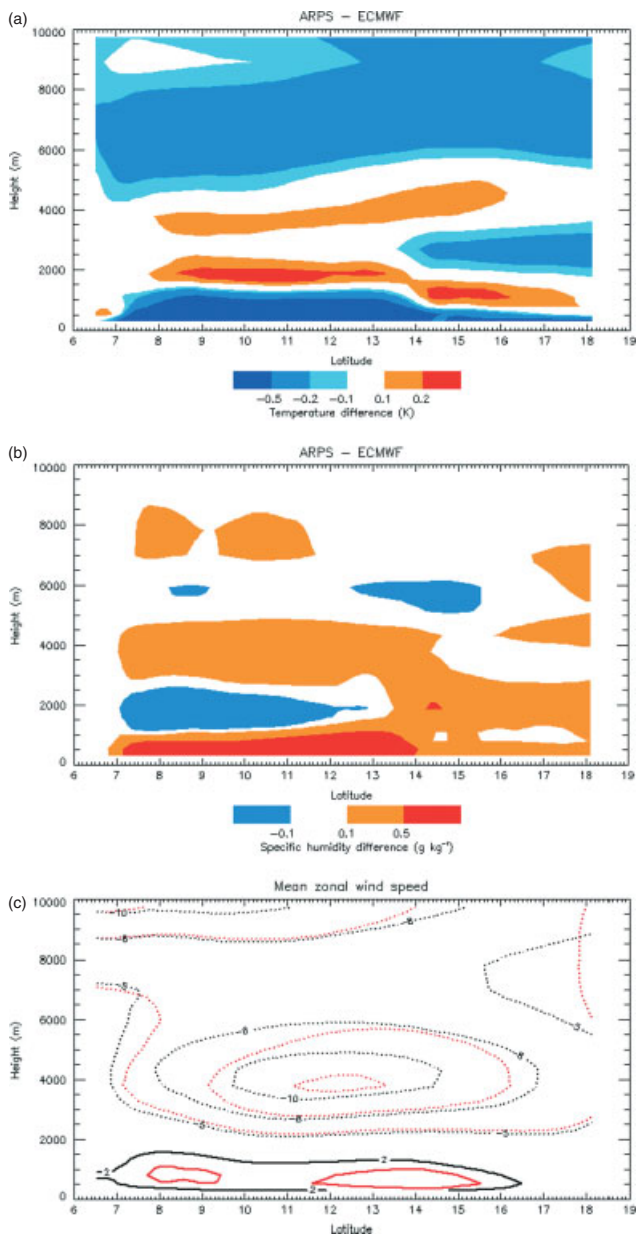 (a)
ARPS – ECMWF
10000
8000
6000
4000
2000
0
Height (m)
6 7 8 9 10 11 12 13 14 15 16 17 18 19
Latitude
−0.5 −0.2 −0.1 0.1 0.2
Temperature difference (K)
(b)
ARPS – ECMWF
10000
8000
6000
4000
2000
0
Height (m)
6 7 8 9 10 11 12 13 14 15 16 17 18 19
Latitude
−0.1 0.1 0.5
Specific humidity difference (g kg⁻¹)
(c)
Mean zonal wind speed
10000
8000
6000
4000
2000
0
Height (m)
−10
−8
−8
−5
−5
−8
−8
−10
−8
−5
−5
2
2
−2
2
6 7 8 9 10 11 12 13 14 15 16 17 18 19
Latitude